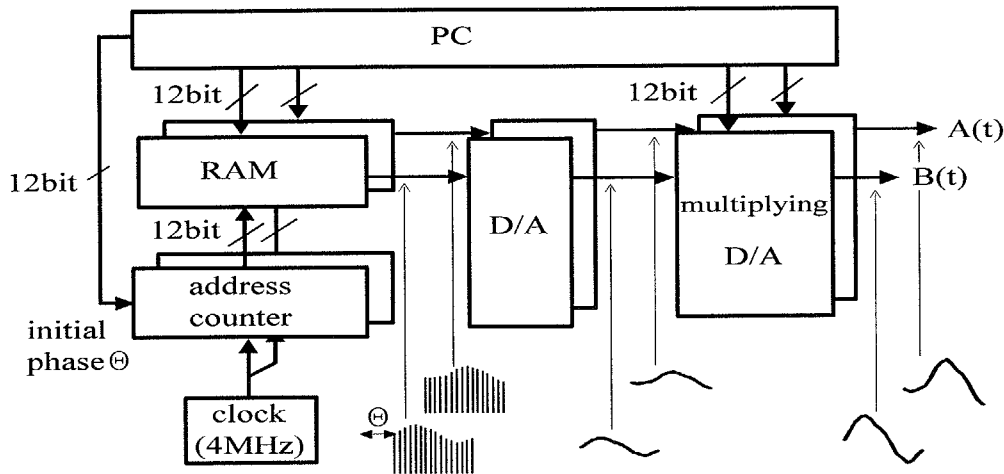 PC
12bit
12bit
A(t)
RAM
12bit
B(t)
multiplying
D/A
12bit
D/A
address
counter
initial
phase Θ
clock
(4MHz)
Θ